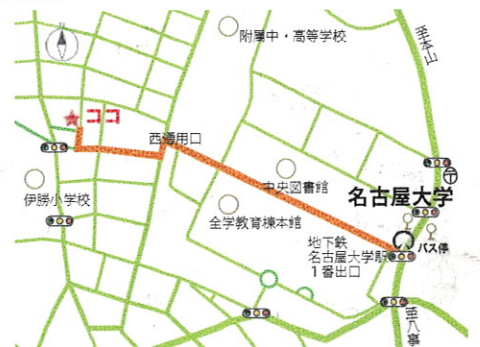 附属中・高等学校
至本山
ココ
西通用口
伊勝小学校
中央図書館
名古屋大学
全学教育棟本館
地下鉄
名古屋大学駅
1番出口
バス停
至八事